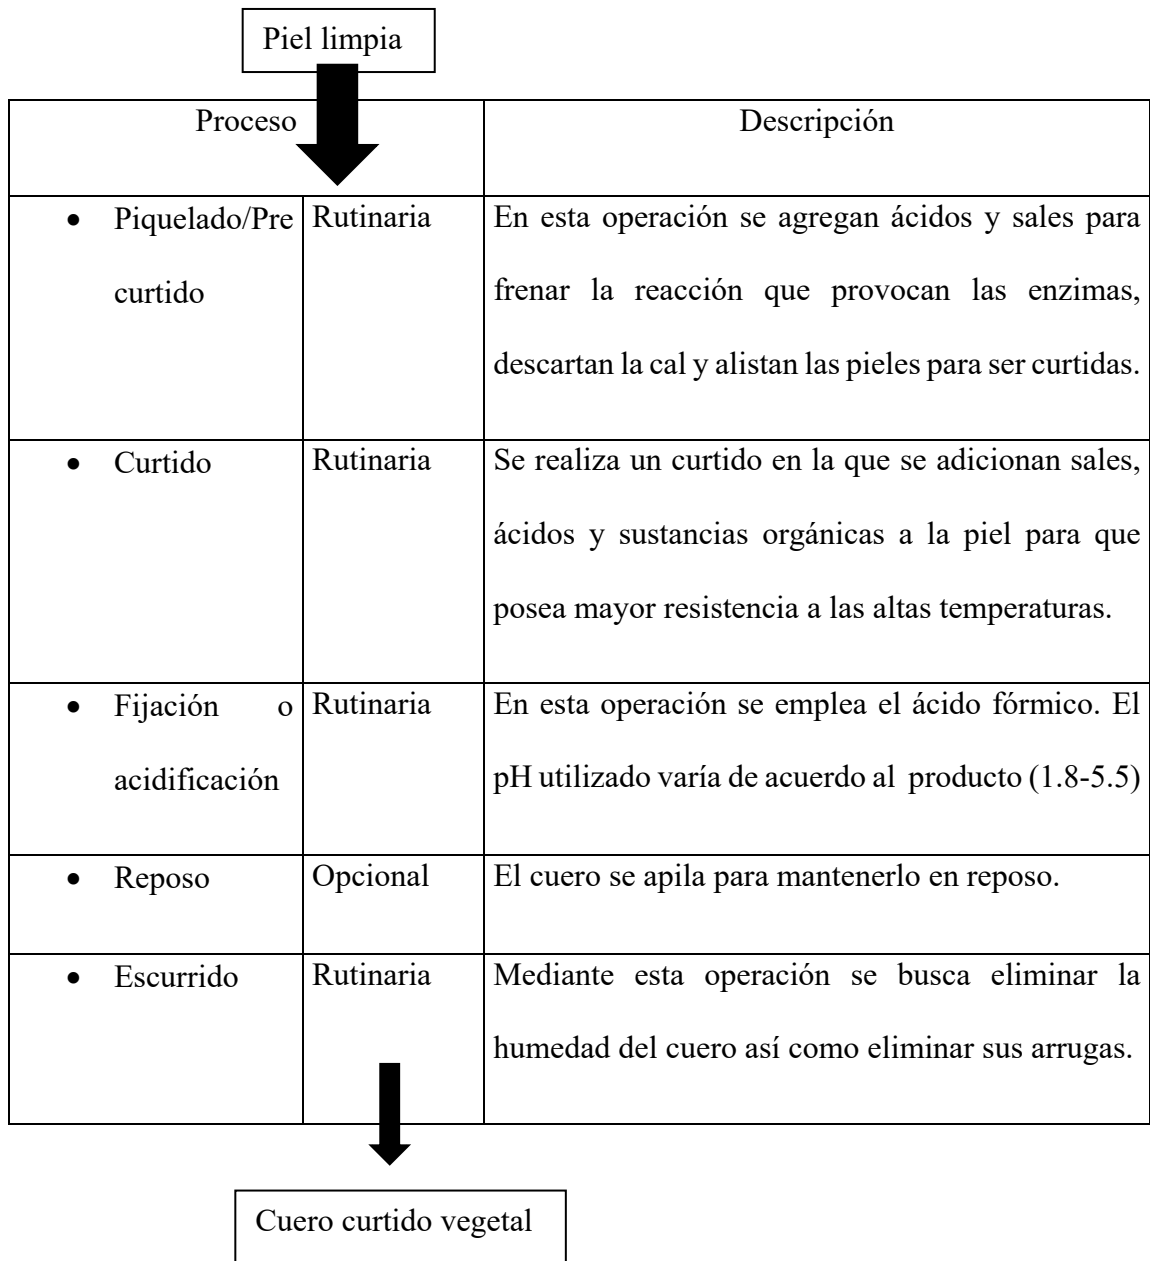 Piel limpia
Proceso
Descripción
• Piquelado/Pre
curtido
Rutinaria
En esta operación se agregan ácidos y sales para
frenar la reacción que provocan las enzimas,
descartan la cal y alistan las pieles para ser curtidas.
• Curtido
Rutinaria
Se realiza un curtido en la que se adicionan sales,
ácidos y sustancias orgánicas a la piel para que
posea mayor resistencia a las altas temperaturas.
• Fijación o
acidificación
Rutinaria
En esta operación se emplea el ácido fórmico. El
pH utilizado varía de acuerdo al producto (1.8-5.5)
• Reposo
Opcional
El cuero se apila para mantenerlo en reposo.
• Escurrido
Rutinaria
Mediante esta operación se busca eliminar la
humedad del cuero así como eliminar sus arrugas.
Cuero curtido vegetal